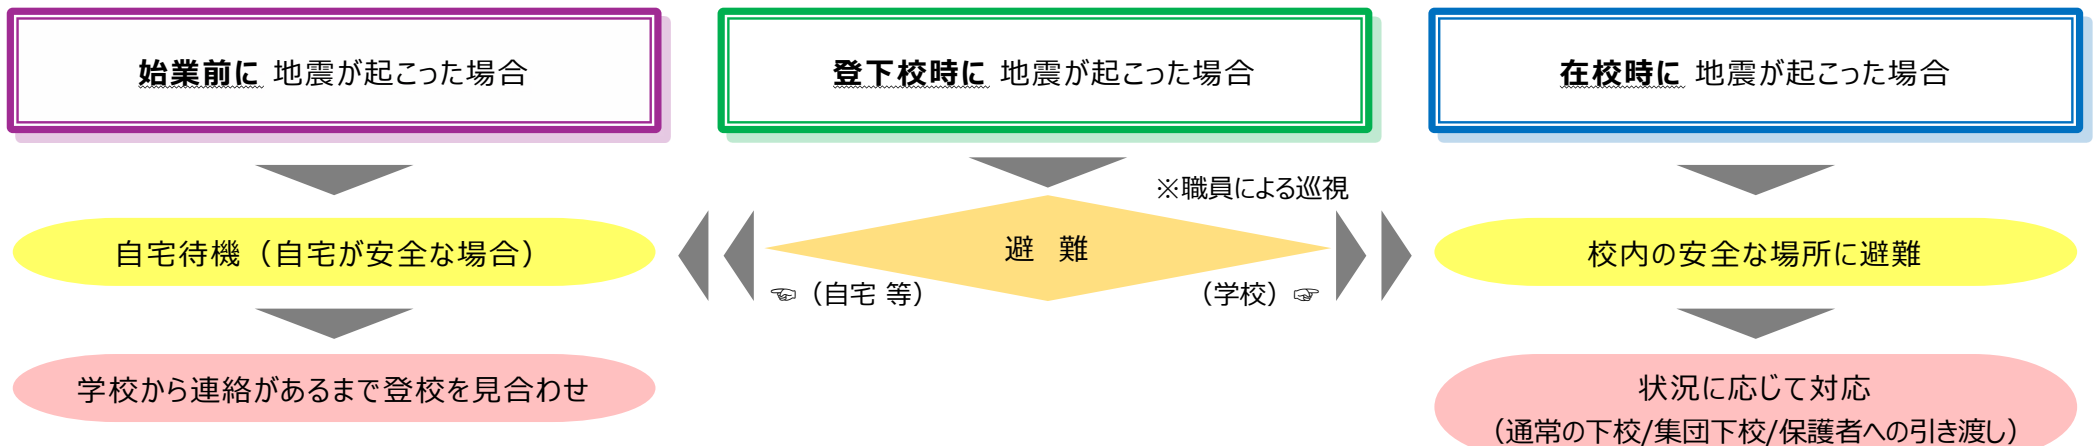 始業前に 地震が起こった場合
登下校時に 地震が起こった場合
在校時に 地震が起こった場合
※職員による巡視
自宅待機（自宅が安全な場合）
避 難
校内の安全な場所に避難
☜（自宅 等）
（学校）☞
学校から連絡があるまで登校を見合わせ
状況に応じて対応
（通常の下校/集団下校/保護者への引き渡し）